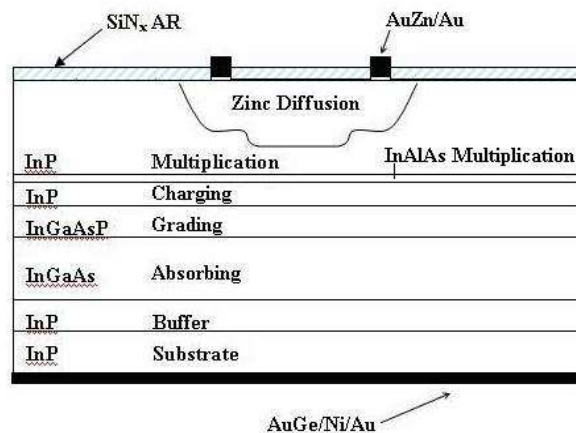 SiNx AR
AuZn/Au
Zinc Diffusion
InP Multiplication
InAlAs Multiplication
InP Charging
InGaAsP Grading
InGaAs Absorbing
InP Buffer
InP Substrate
AuGe/Ni/Au